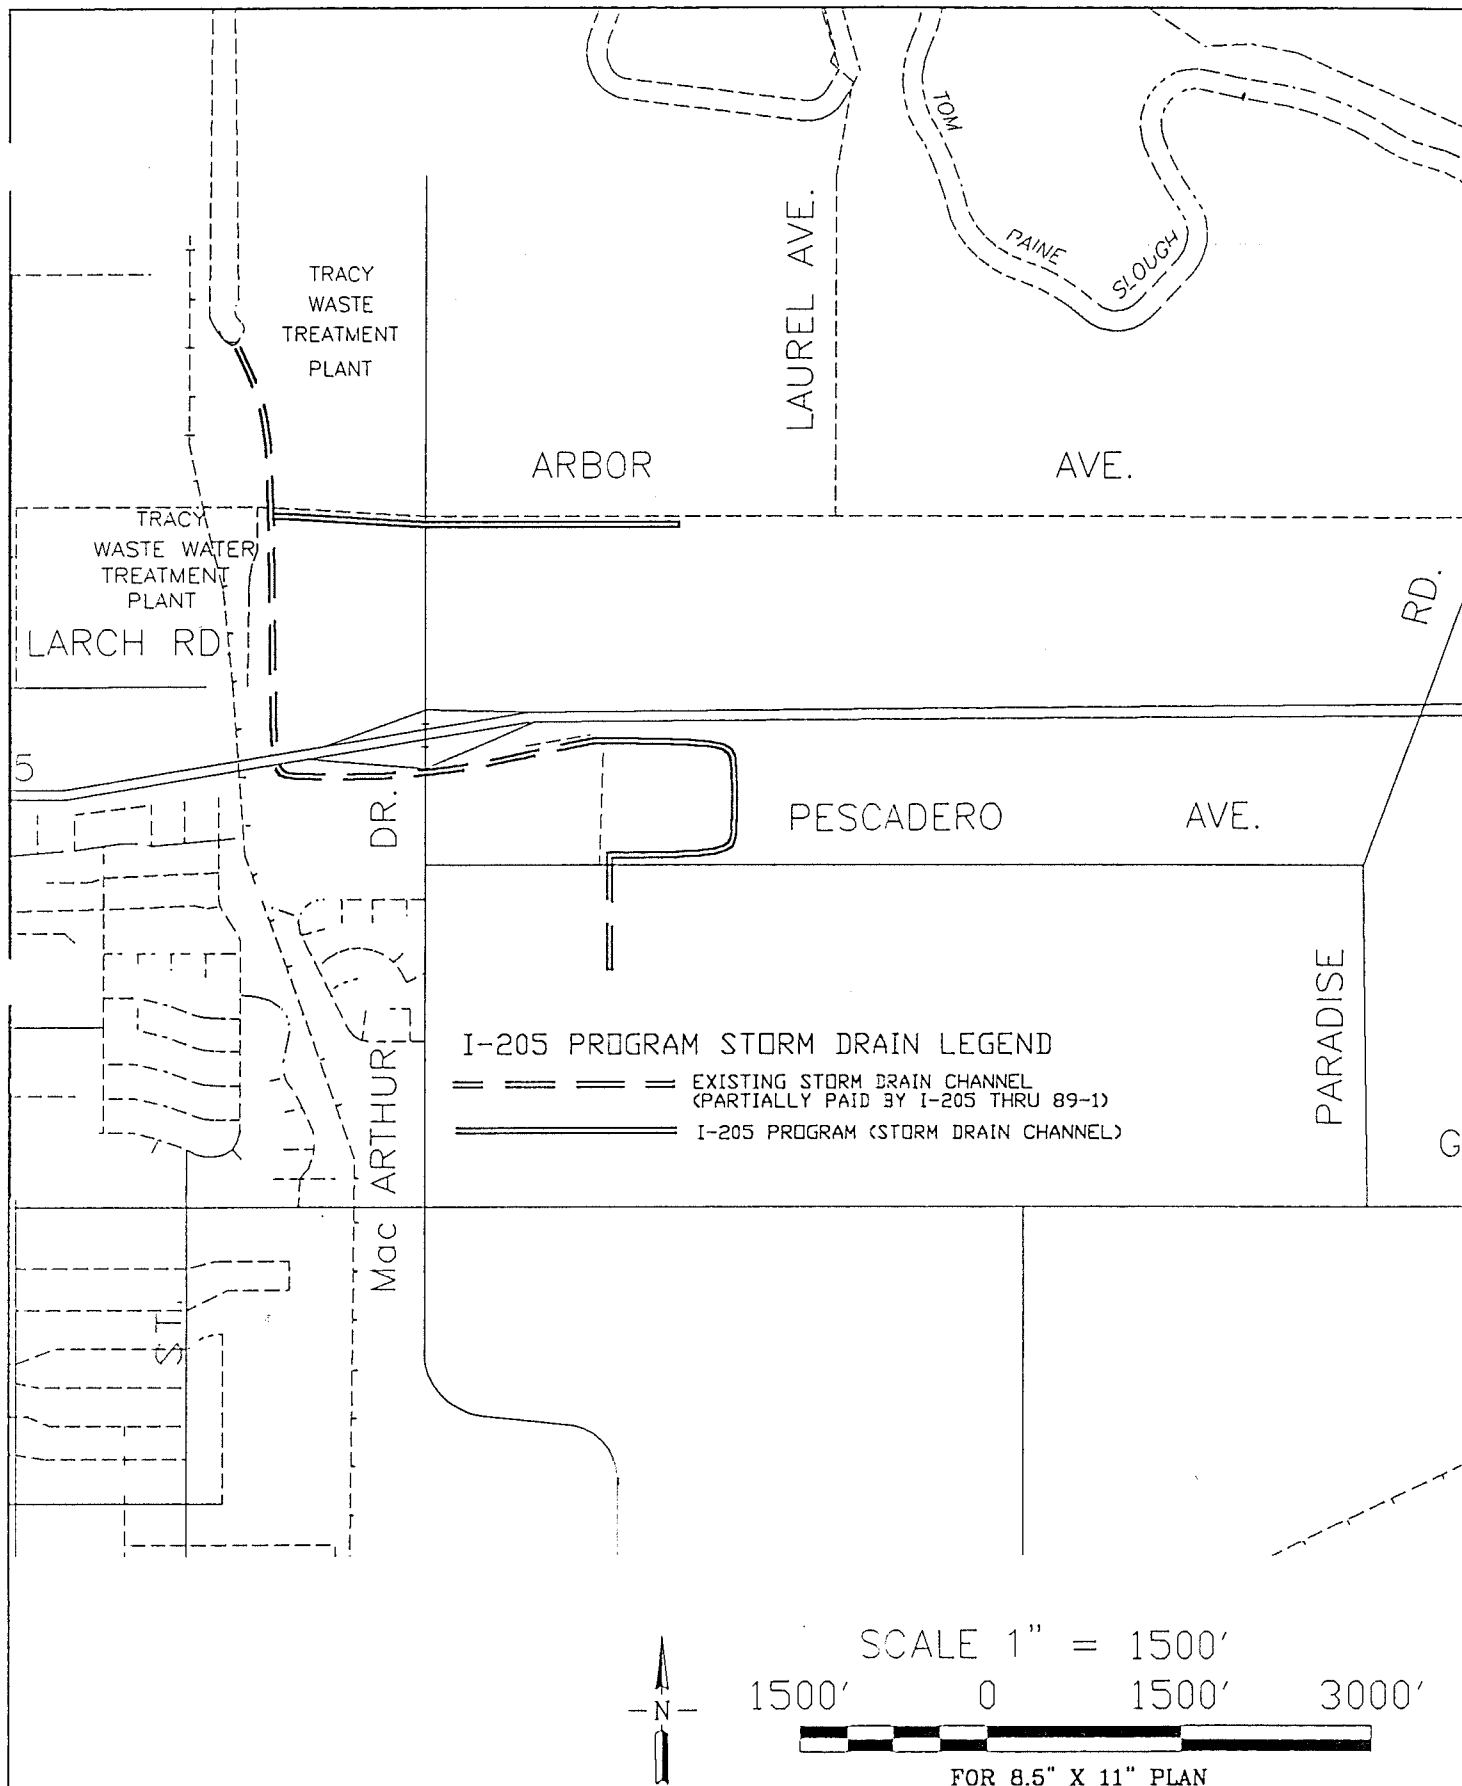 TOM
PAINE
SLOUGH
LAUREL AVE.
TRACY
WASTE
TREATMENT
PLANT
ARBOR AVE.
TRACY
WASTE WATER
TREATMENT
PLANT
LARCH RD
RD.
5
DR.
PESCADERO AVE.
PARADISE
I-205 PROGRAM STORM DRAIN LEGEND
EXISTING STORM DRAIN CHANNEL
(PARTIALLY PAID BY I-205 THRU 89-1)
I-205 PROGRAM (STORM DRAIN CHANNEL)
G
Mac ARTHUR
ST.
SCALE 1" = 1500'
1500' 0 1500' 3000'
-N-
FOR 8.5" X 11" PLAN